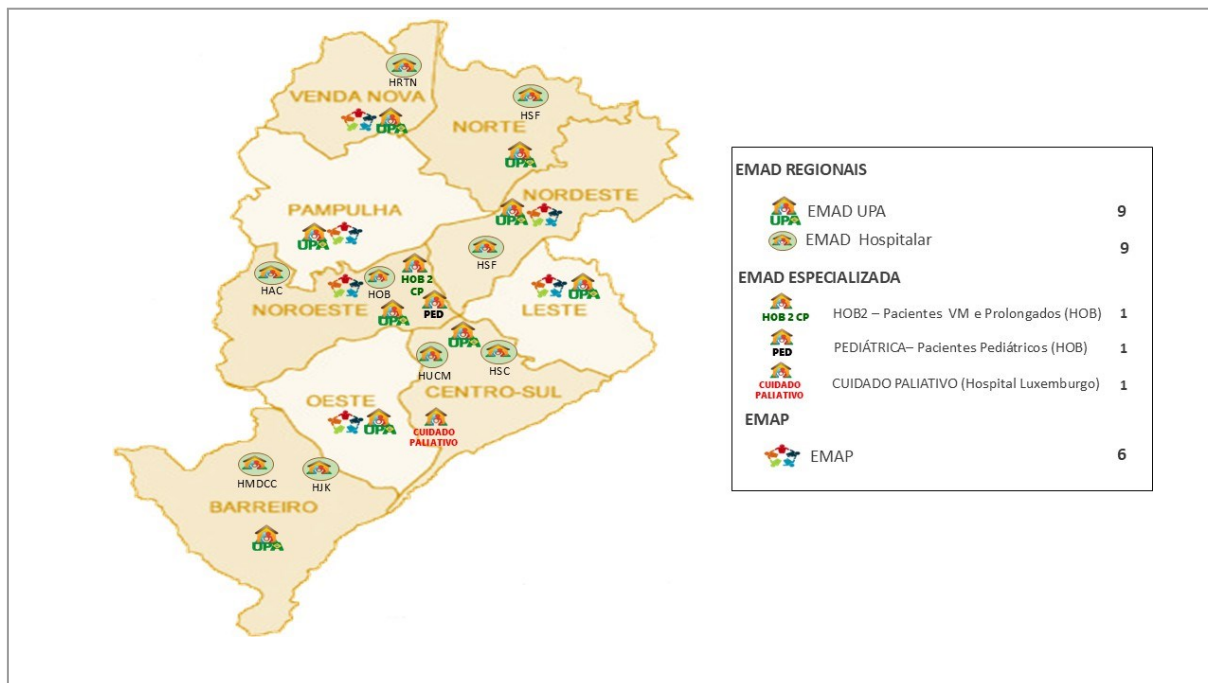 HRTN
VENDA NOVA
UPA
HSF
NORTE
UPA
NORDESTE
UPA
PAMPULHA
UPA
HSF
HAC
HOB
HOB 2
CP
PED
NOROESTE
UPA
LESTE
UPA
UPA
HUCM
HSC
CENTRO-SUL
OESTE
UPA
CUIDADO
PALIATIVO
HMDCC
HJK
BARREIRO
UPA
EMAD REGIONAIS
UPA EMAD UPA 9
EMAD Hospitalar 9
EMAD ESPECIALIZADA
HOB 2 CP HOB2 – Pacientes VM e Prolongados (HOB) 1
PED PEDIÁTRICA– Pacientes Pediátricos (HOB) 1
CUIDADO
PALIATIVO CUIDADO PALIATIVO (Hospital Luxemburgo) 1
EMAP
EMAP 6